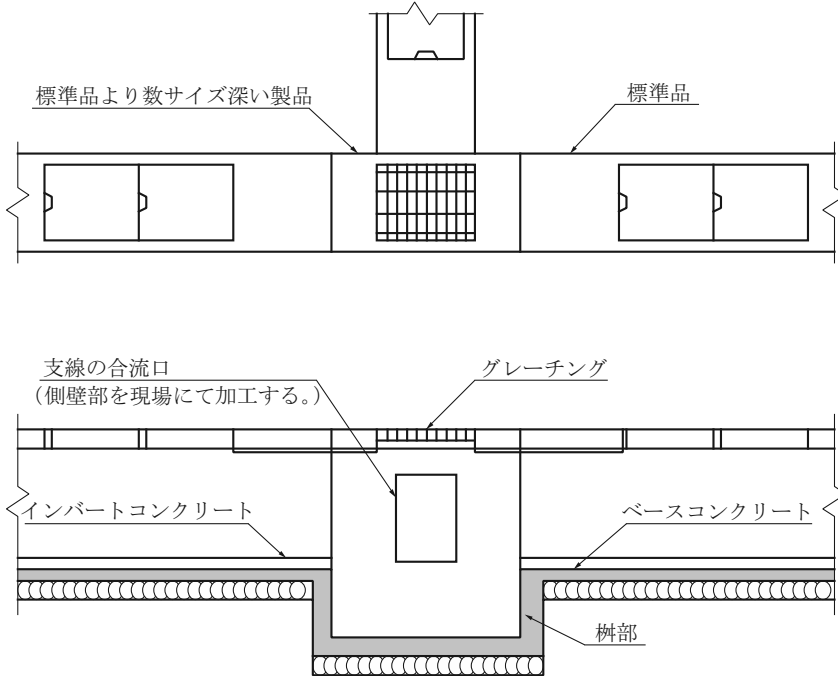 標準品より数サイズ深い製品
標準品
支線の合流口
（側壁部を現場にて加工する。）
グレーチング
インバートコンクリート
ベースコンクリート
桝部